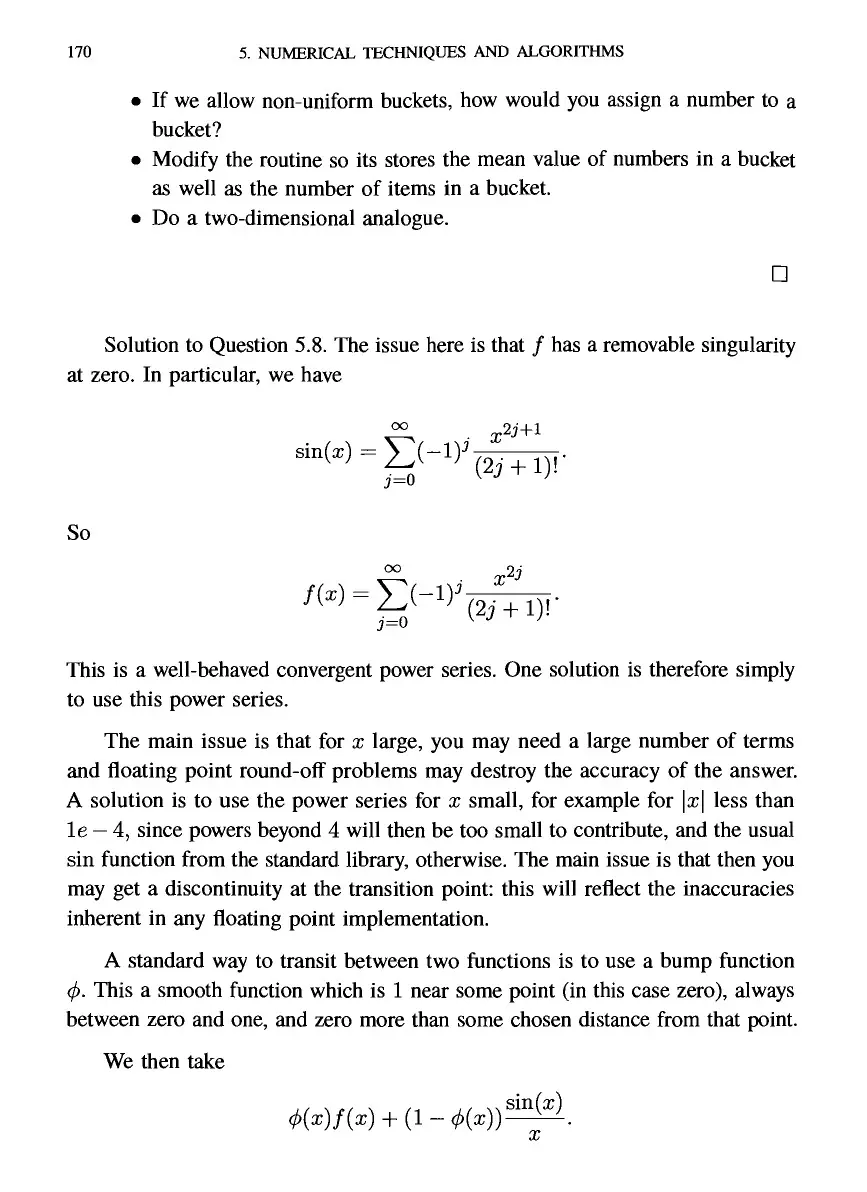 170 5. NUMERICAL TECHNIQUES AND ALGORITHMS
• If we allow non-uniform buckets, how would you assign a number to a
bucket?
• Modify the routine so its stores the mean value of numbers in a bucket
as well as the number of items in a bucket.
• Do a two-dimensional analogue.
□
Solution to Question 5.8. The issue here is that f has a removable singularity
at zero. In particular, we have
sin(x) = ∑_{j=0}^{∞} (−1)^j x^{2j+1} / (2j + 1)! .
So
f(x) = ∑_{j=0}^{∞} (−1)^j x^{2j} / (2j + 1)! .
This is a well-behaved convergent power series. One solution is therefore simply
to use this power series.
The main issue is that for x large, you may need a large number of terms
and floating point round-off problems may destroy the accuracy of the answer.
A solution is to use the power series for x small, for example for |x| less than
1e − 4, since powers beyond 4 will then be too small to contribute, and the usual
sin function from the standard library, otherwise. The main issue is that then you
may get a discontinuity at the transition point: this will reflect the inaccuracies
inherent in any floating point implementation.
A standard way to transit between two functions is to use a bump function
ϕ. This a smooth function which is 1 near some point (in this case zero), always
between zero and one, and zero more than some chosen distance from that point.
We then take
ϕ(x)f(x) + (1 − ϕ(x)) sin(x) / x .